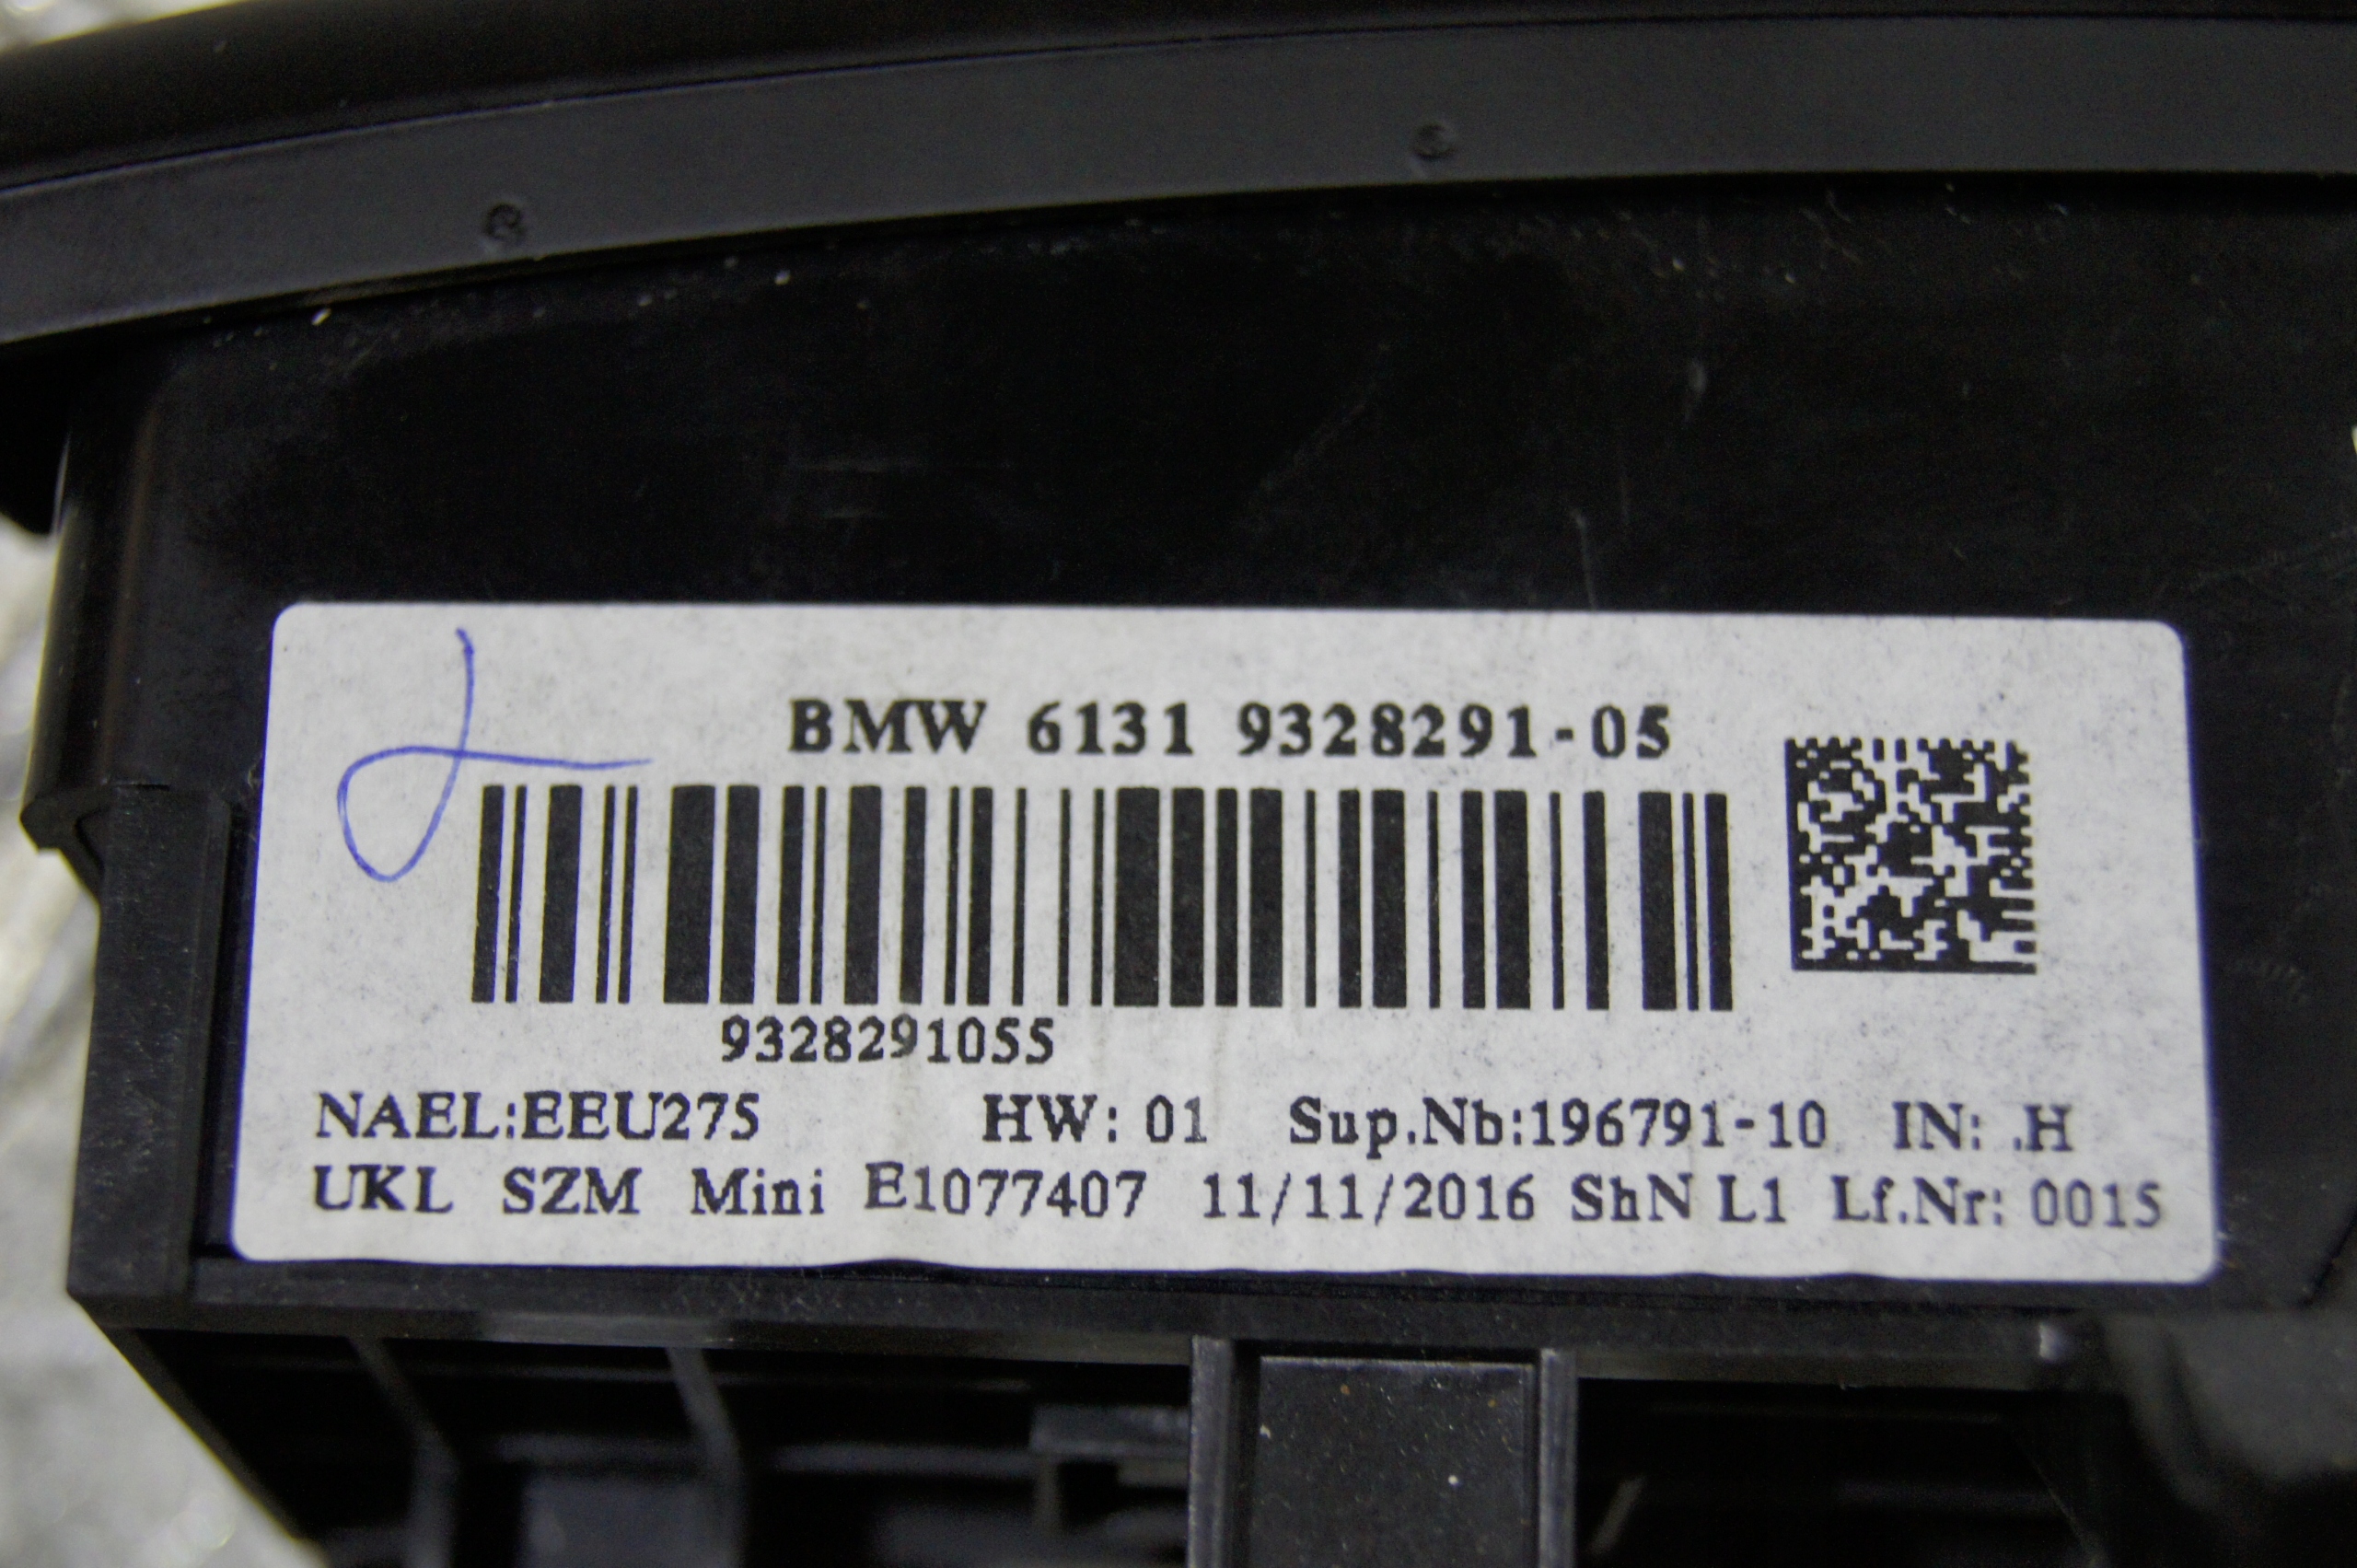 BMW 6131 9328291-05
9328291055
NAEL:EEU275 HW: 01 Sup.Nb:196791-10 IN: .H
UKL SZM Mini E1077407 11/11/2016 ShN L1 Lf.Nr: 0015